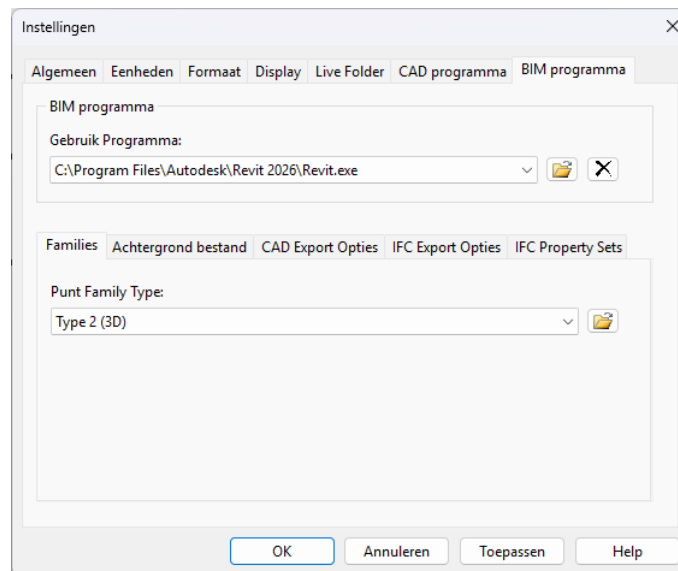 Instellingen
Algemeen Eenheden Formaat Display Live Folder CAD programma BIM programma
BIM programma
Gebruik Programma:
C:\Program Files\Autodesk\Revit 2026\Revit.exe
Families Achtergrond bestand CAD Export Opties IFC Export Opties IFC Property Sets
Punt Family Type:
Type 2 (3D)
OK Annuleren Toepassen Help